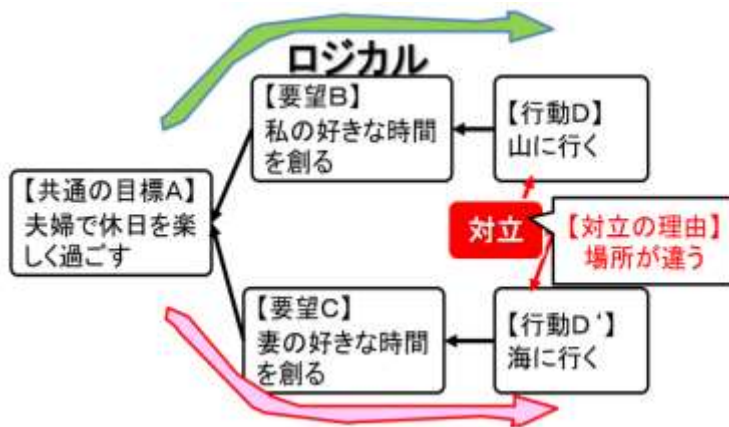 ロジカル
【要望B】
私の好きな時間
を創る
【行動D】
山に行く
【共通の目標A】
夫婦で休日を楽
しく過ごす
対立
【対立の理由】
場所が違う
【要望C】
妻の好きな時間
を創る
【行動D'】
海に行く